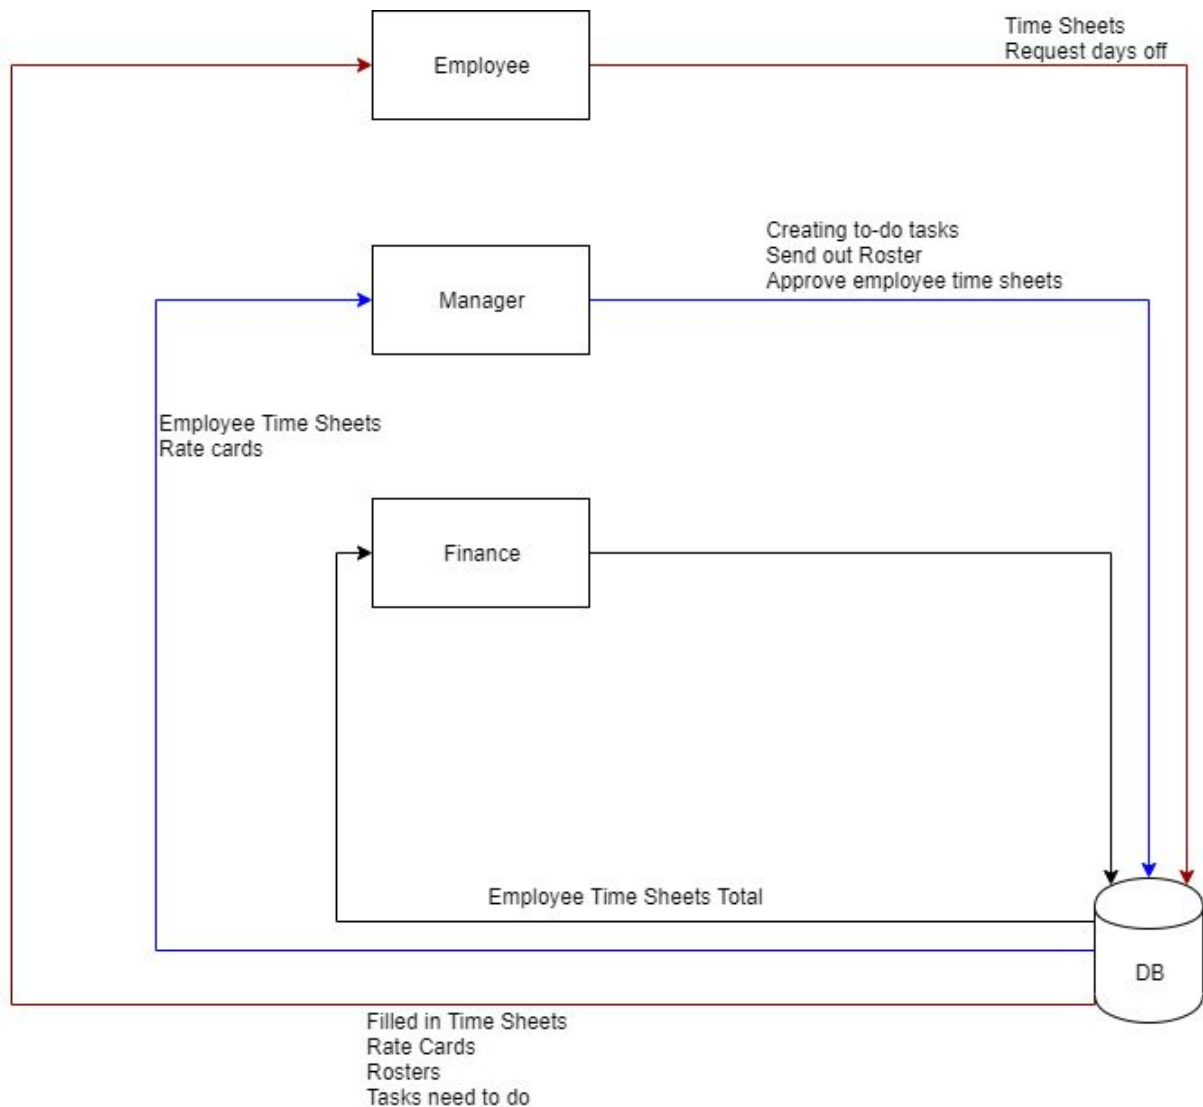 Time Sheets
Request days off
Employee
Creating to-do tasks
Send out Roster
Approve employee time sheets
Manager
Employee Time Sheets
Rate cards
Finance
Employee Time Sheets Total
DB
Filled in Time Sheets
Rate Cards
Rosters
Tasks need to do